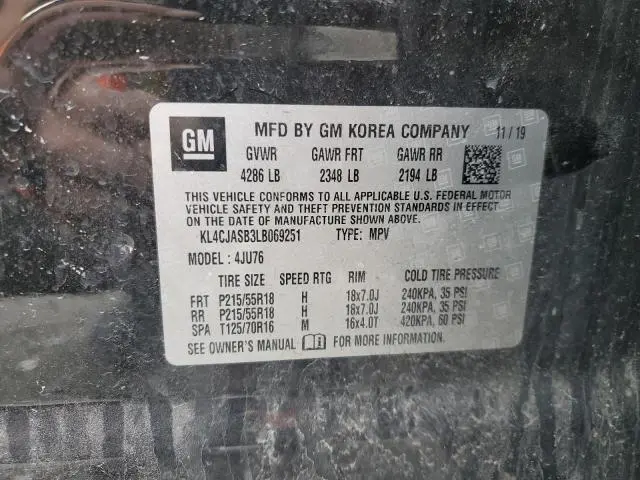 GM
MFD BY GM KOREA COMPANY 11 / 19
GVWR GAWR FRT GAWR RR
4286 LB 2348 LB 2194 LB
THIS VEHICLE CONFORMS TO ALL APPLICABLE U.S. FEDERAL MOTOR
VEHICLE SAFETY AND THEFT PREVENTION STANDARDS IN EFFECT
ON THE DATE OF MANUFACTURE SHOWN ABOVE.
KL4CJASB3LB069251 TYPE: MPV
MODEL : 4JU76
TIRE SIZE SPEED RTG RIM COLD TIRE PRESSURE
FRT P215/55R18 H 18x7.0J 240KPA, 35 PSI
RR P215/55R18 H 18x7.0J 240KPA, 35 PSI
SPA T125/70R16 M 16x4.0T 420KPA, 60 PSI
SEE OWNER'S MANUAL FOR MORE INFORMATION